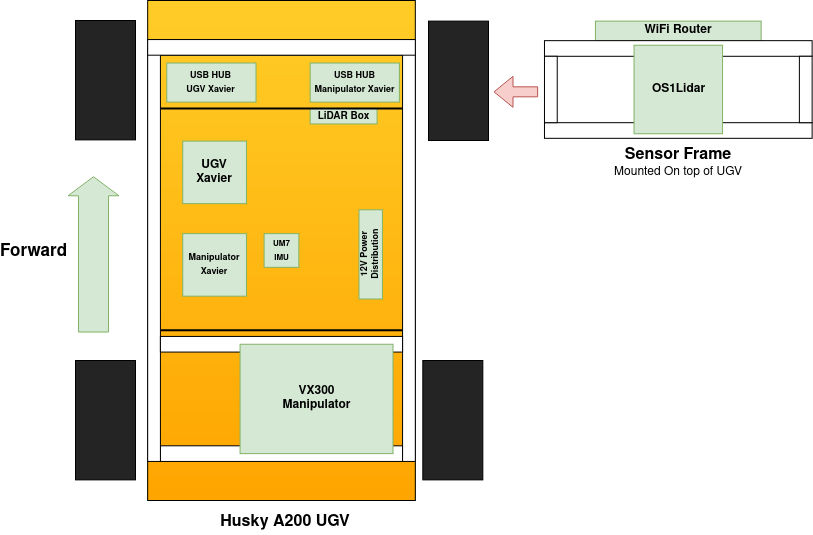 WiFi Router
OS1Lidar
Sensor Frame
Mounted On top of UGV
USB HUB
UGV Xavier
USB HUB
Manipulator Xavier
LiDAR Box
UGV
Xavier
Manipulator
Xavier
UM7
IMU
12V Power
Distribution
Forward
VX300
Manipulator
Husky A200 UGV